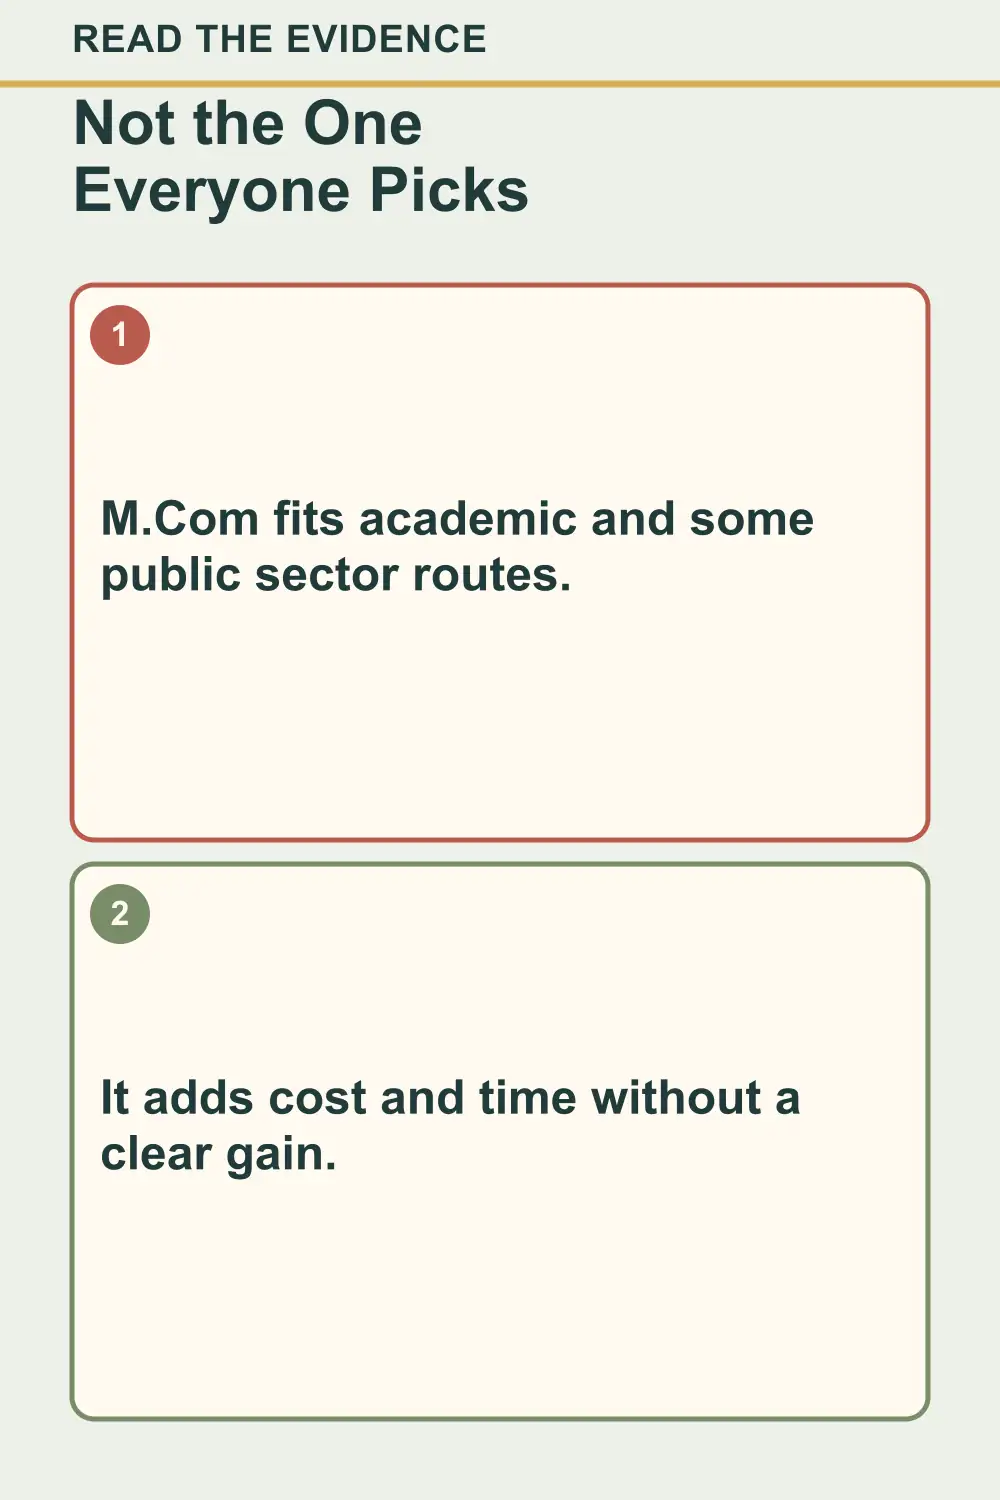 READ THE EVIDENCE
Not the One
Everyone Picks
1
M.Com fits academic and some
public sector routes.
2
It adds cost and time without a
clear gain.